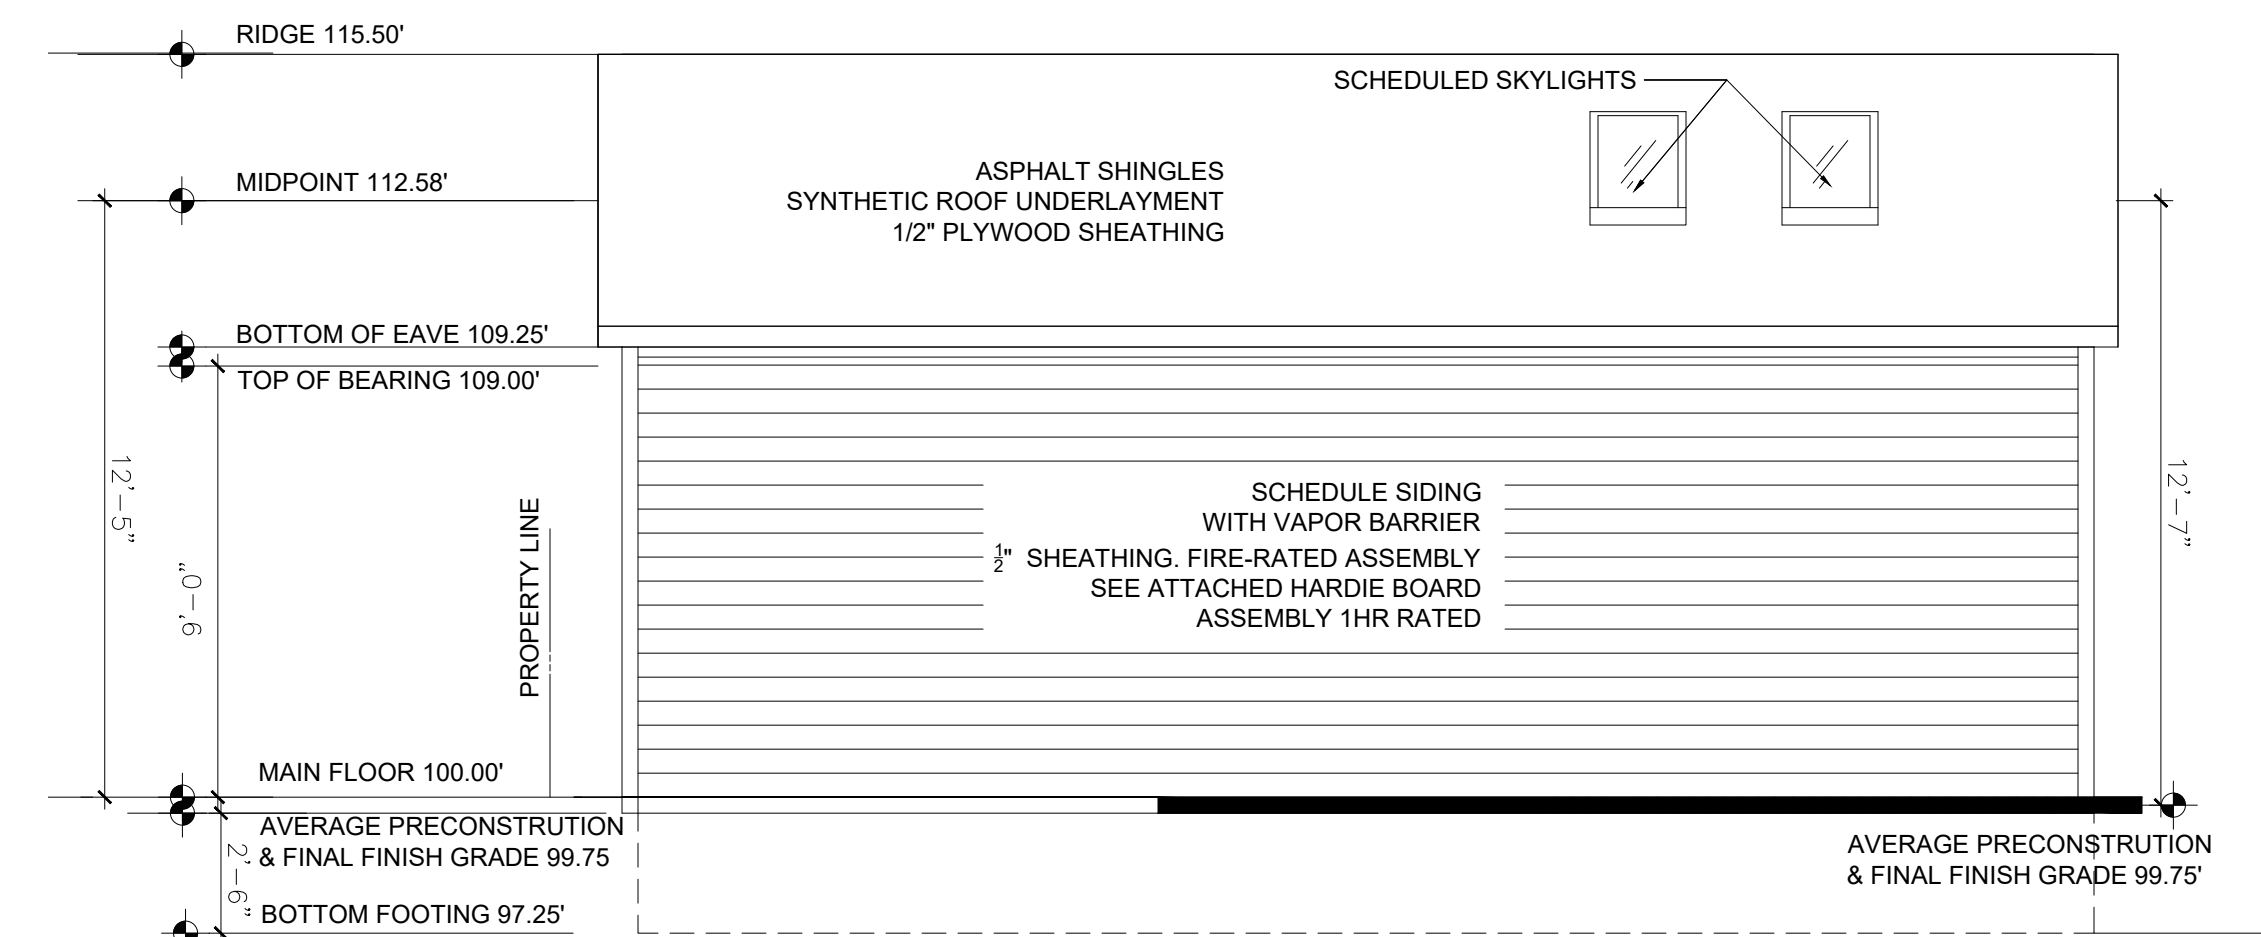 RIDGE 115.50'
SCHEDULED SKYLIGHTS
MIDPOINT 112.58'
ASPHALT SHINGLES
SYNTHETIC ROOF UNDERLAYMENT
1/2" PLYWOOD SHEATHING
BOTTOM OF EAVE 109.25'
TOP OF BEARING 109.00'
12'-5"
9'-0"
PROPERTY LINE
SCHEDULE SIDING
WITH VAPOR BARRIER
½" SHEATHING. FIRE-RATED ASSEMBLY
SEE ATTACHED HARDIE BOARD
ASSEMBLY 1HR RATED
12'-7"
MAIN FLOOR 100.00'
AVERAGE PRECONSTRUTION
& FINAL FINISH GRADE 99.75
2'-6"
BOTTOM FOOTING 97.25'
AVERAGE PRECONSTRUTION
& FINAL FINISH GRADE 99.75'